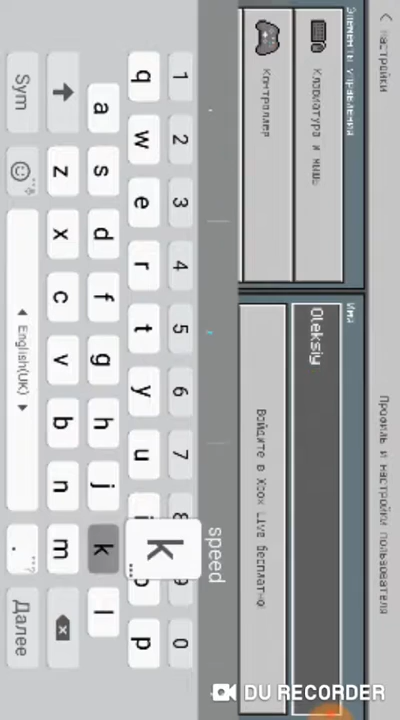 Настройки
Профиль и настройки пользователя
Элементы управления
Клавиатура и мышь
Контроллер
Имя
Oleksiy
Войдите в Xbox Live бесплатно!
speed
1 2 3 4 5 6 7 8 9 0
q w e r t y u i o p
a s d f g h j k l
k
z x c v b n m
Sym
English(UK)
.
Далее
DU RECORDER